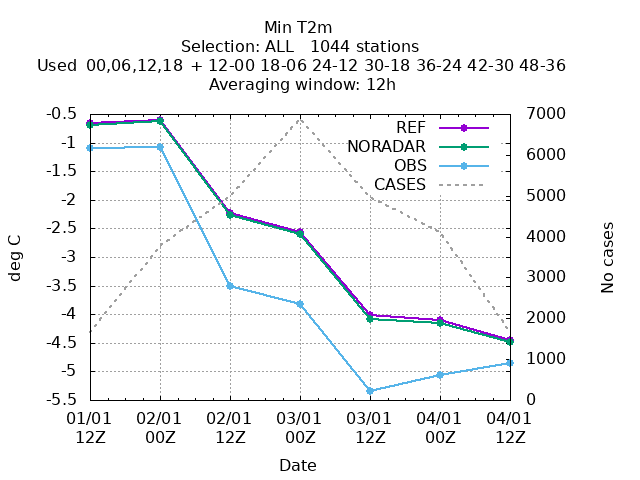 Min T2m
Selection: ALL   1044 stations
Used  00,06,12,18  + 12-00 18-06 24-12 30-18 36-24 42-30 48-36
Averaging window: 12h
-0.5
-1
-1.5
-2
-2.5
-3
-3.5
-4
-4.5
-5
-5.5
deg C
REF
NORADAR
OBS
CASES
7000
6000
5000
4000
3000
2000
1000
0
No cases
01/01 02/01 02/01 03/01 03/01 04/01 04/01
12Z 00Z 12Z 00Z 12Z 00Z 12Z
Date